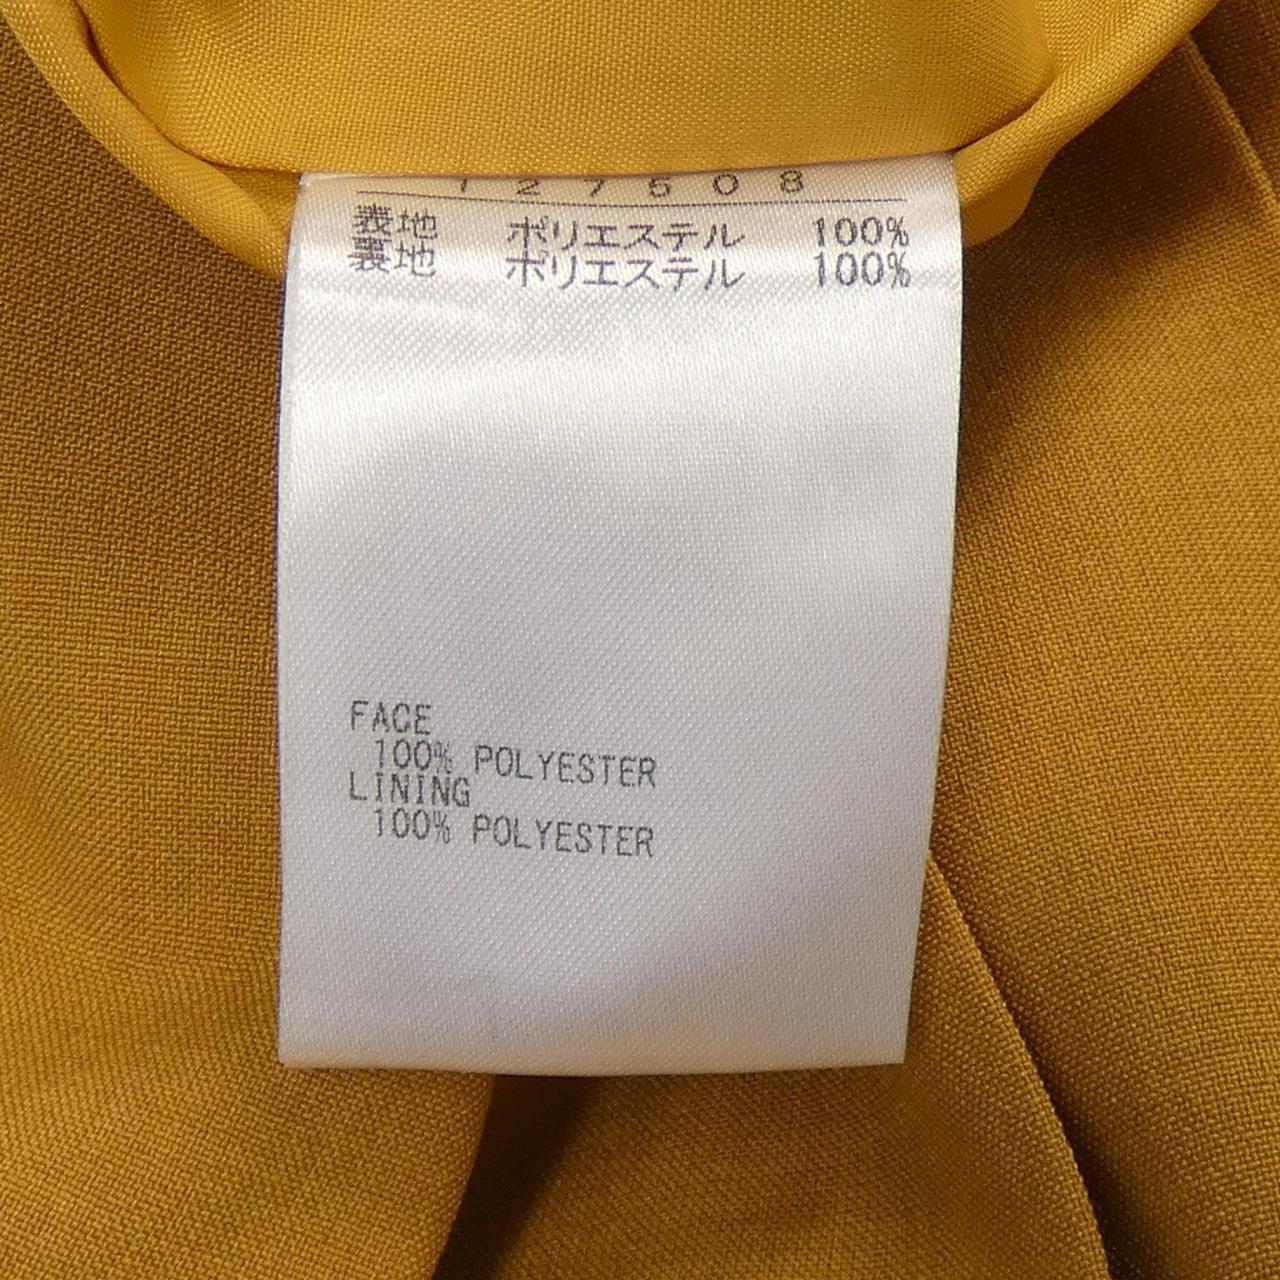 127608
表地 ポリエステル 100%
裏地 ポリエステル 100%
FACE
100% POLYESTER
LINING
100% POLYESTER